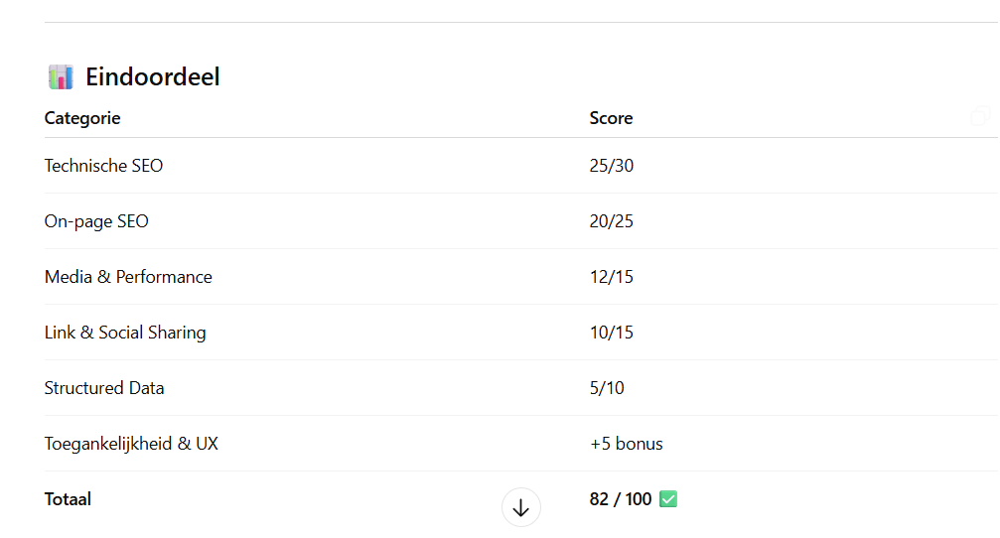 📊 Eindoordeel
Categorie Score
Technische SEO 25/30
On-page SEO 20/25
Media & Performance 12/15
Link & Social Sharing 10/15
Structured Data 5/10
Toegankelijkheid & UX +5 bonus
Totaal 82 / 100 ✅